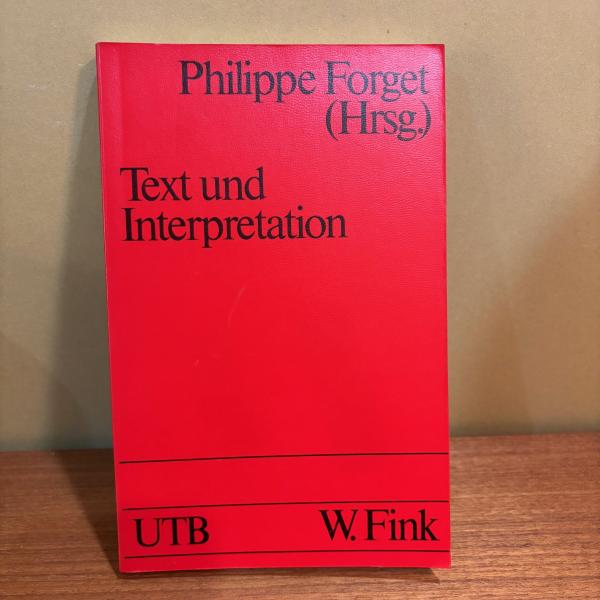 Philippe Forget
(Hrsg.)
Text und
Interpretation
UTB W. Fink